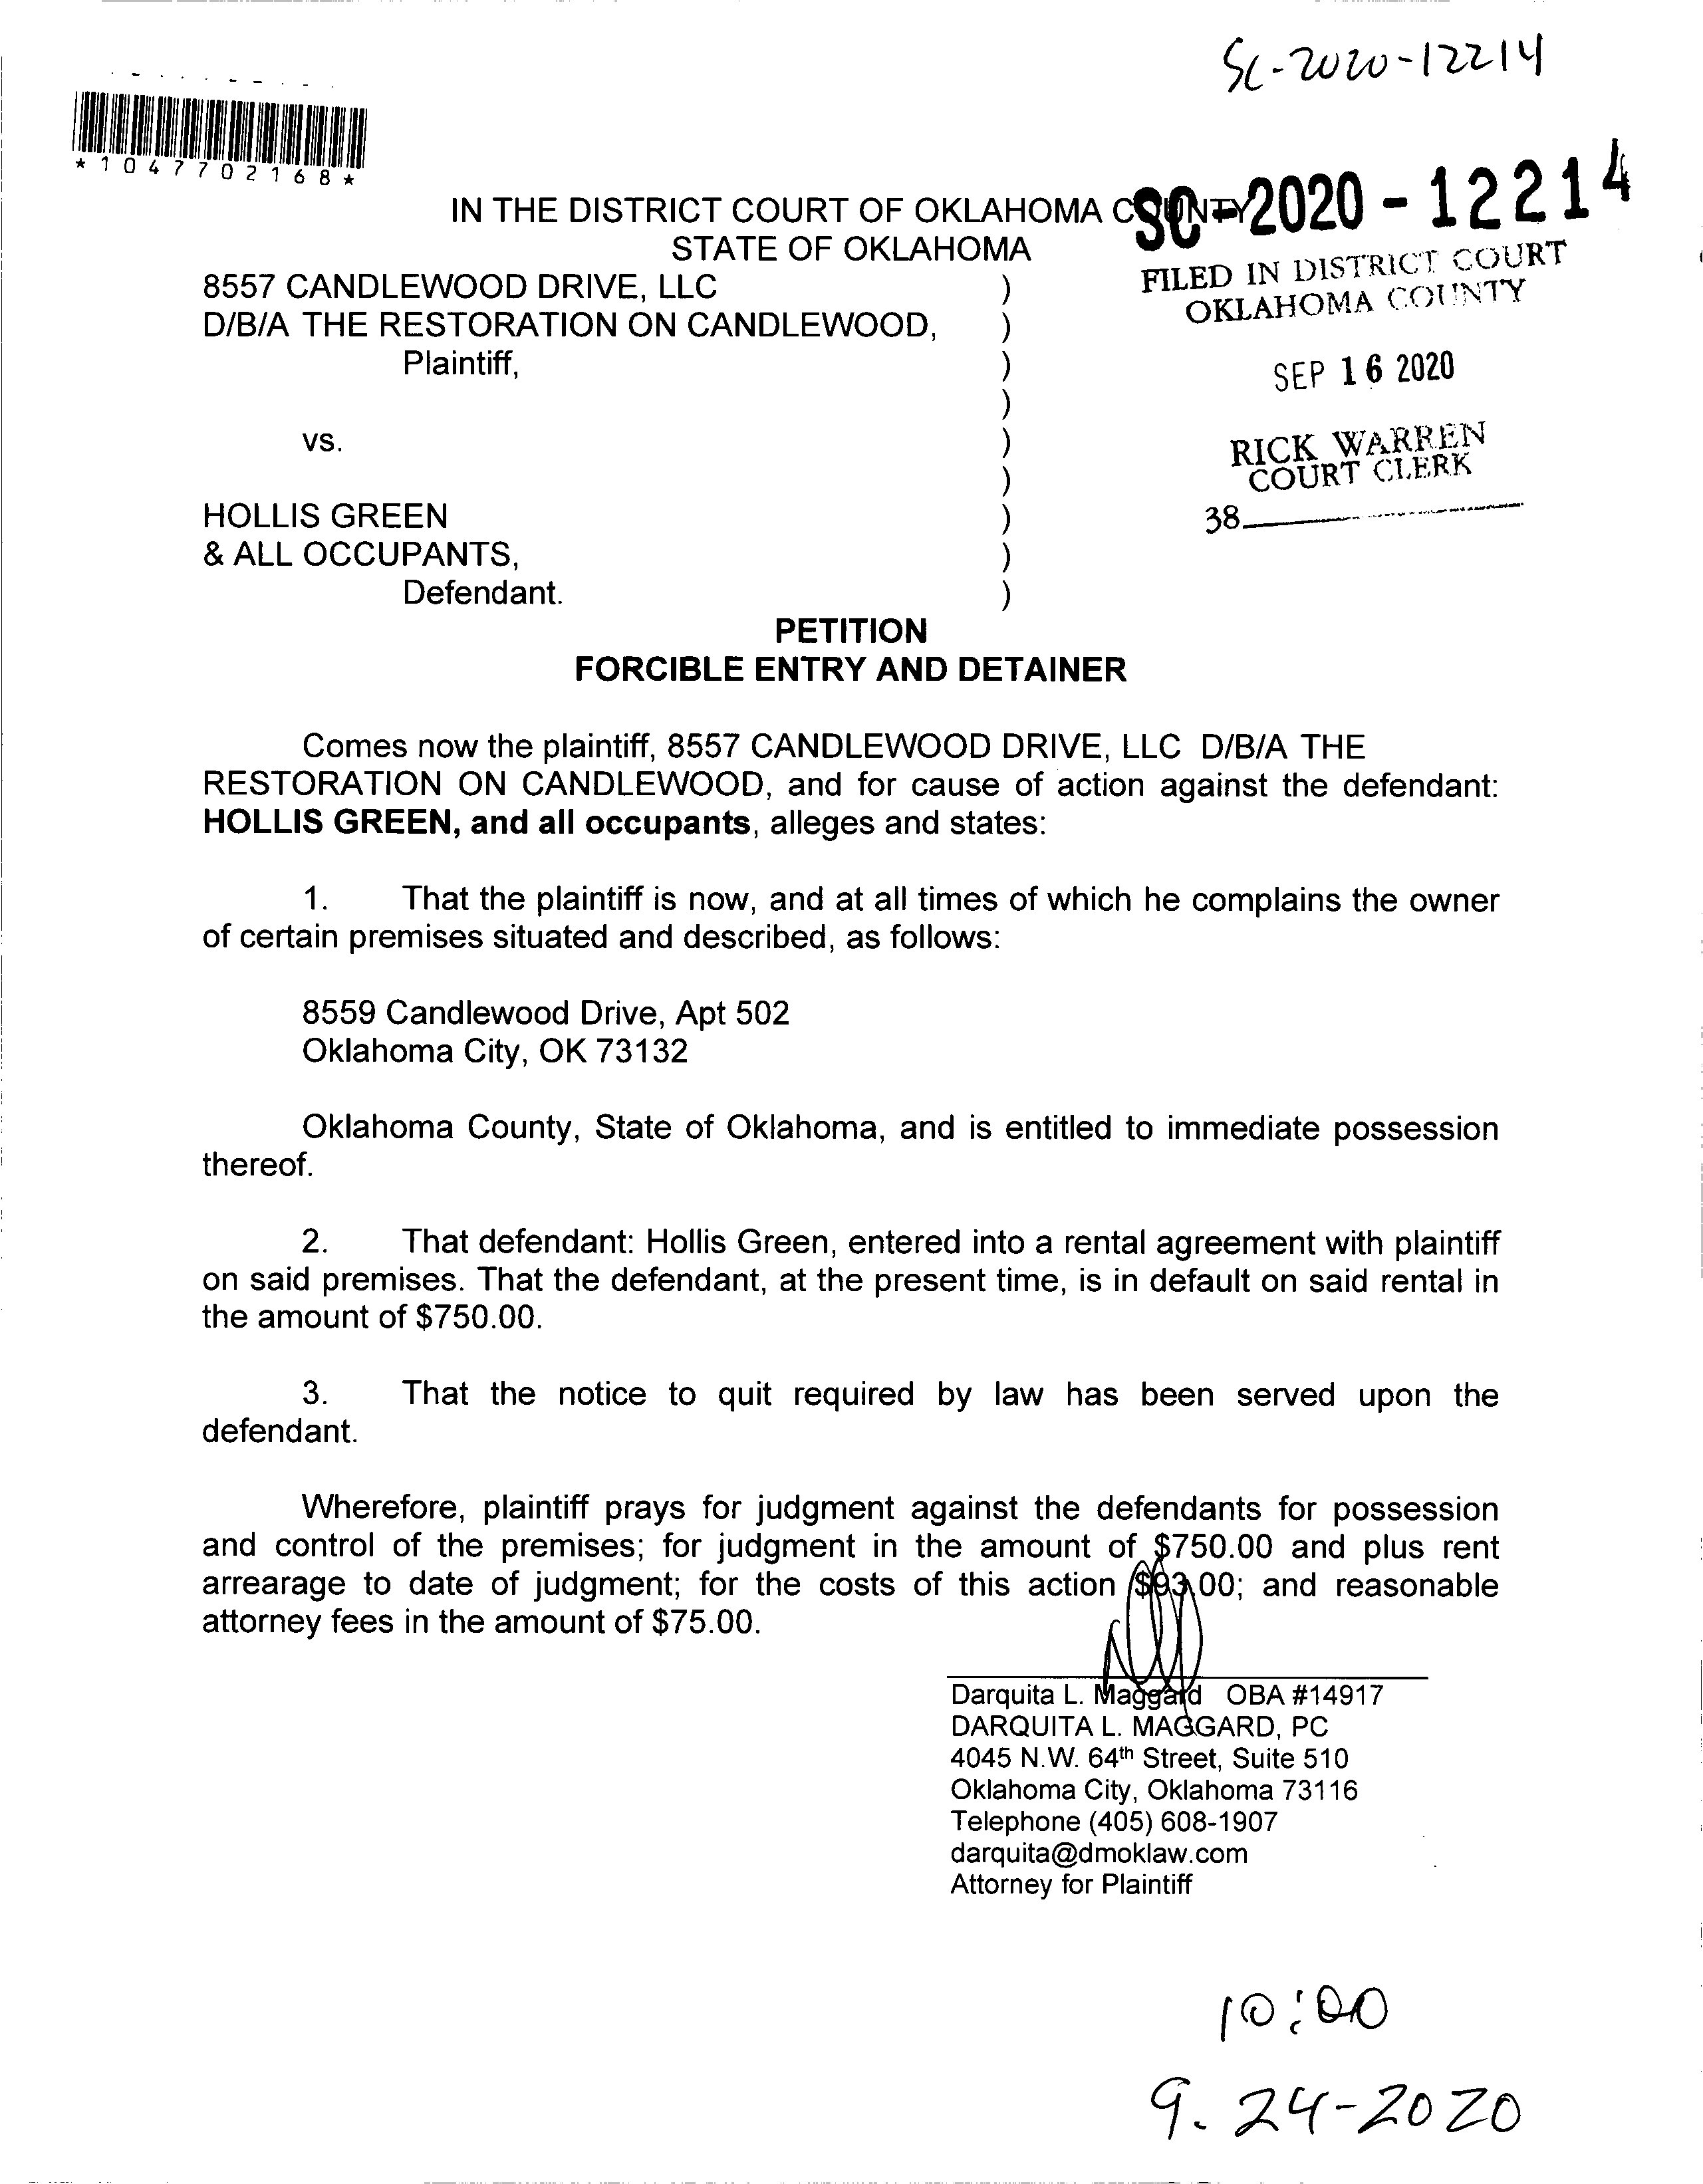 SC-2020-12214
*1047702168*
SC-2020-12214
IN THE DISTRICT COURT OF OKLAHOMA COUNTY
STATE OF OKLAHOMA
FILED IN DISTRICT COURT
OKLAHOMA COUNTY
SEP 16 2020
RICK WARREN
COURT CLERK
38
8557 CANDLEWOOD DRIVE, LLC )
D/B/A THE RESTORATION ON CANDLEWOOD, )
Plaintiff, )
)
vs. )
)
HOLLIS GREEN )
& ALL OCCUPANTS, )
Defendant. )
PETITION
FORCIBLE ENTRY AND DETAINER
Comes now the plaintiff, 8557 CANDLEWOOD DRIVE, LLC D/B/A THE
RESTORATION ON CANDLEWOOD, and for cause of action against the defendant:
HOLLIS GREEN, and all occupants, alleges and states:
1. That the plaintiff is now, and at all times of which he complains the owner
of certain premises situated and described, as follows:
8559 Candlewood Drive, Apt 502
Oklahoma City, OK 73132
Oklahoma County, State of Oklahoma, and is entitled to immediate possession
thereof.
2. That defendant: Hollis Green, entered into a rental agreement with plaintiff
on said premises. That the defendant, at the present time, is in default on said rental in
the amount of $750.00.
3. That the notice to quit required by law has been served upon the
defendant.
Wherefore, plaintiff prays for judgment against the defendants for possession
and control of the premises; for judgment in the amount of $750.00 and plus rent
arrearage to date of judgment; for the costs of this action $93.00; and reasonable
attorney fees in the amount of $75.00.
Darquita L. Maggard OBA #14917
DARQUITA L. MAGGARD, PC
4045 N.W. 64th Street, Suite 510
Oklahoma City, Oklahoma 73116
Telephone (405) 608-1907
darquita@dmoklaw.com
Attorney for Plaintiff
10:00
9. 24-2020